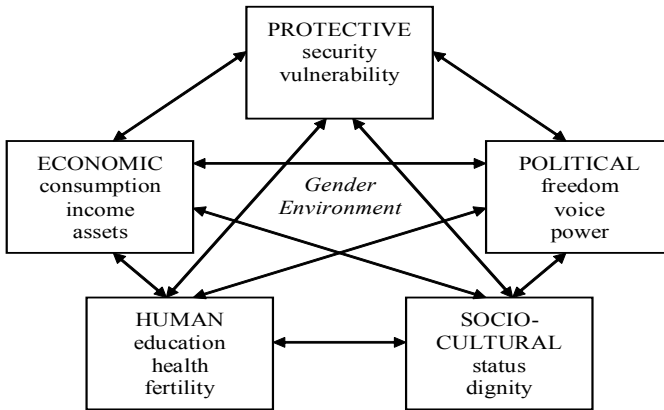 PROTECTIVE
security
vulnerability
ECONOMIC
consumption
income
assets
Gender
Environment
POLITICAL
freedom
voice
power
HUMAN
education
health
fertility
SOCIO-
CULTURAL
status
dignity